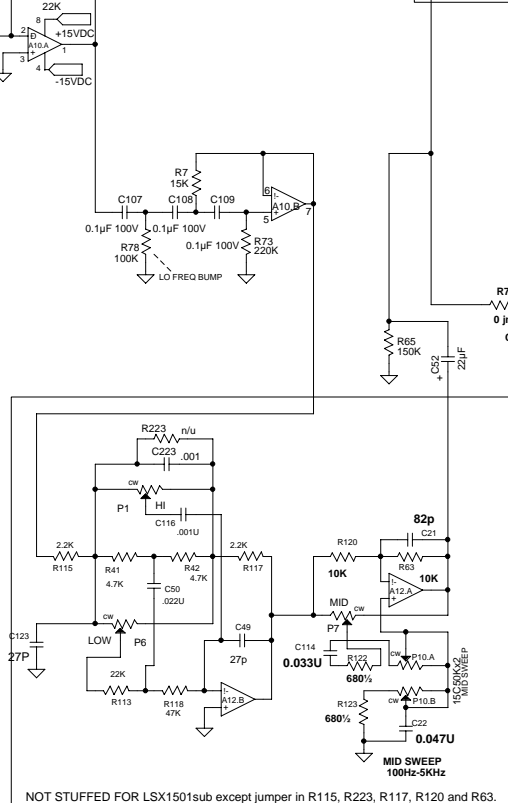 22K
8
+15VDC
2
A10.A
1
3
+
4
-15VDC
R7
15K
C107
C108
C109
6
!-
A10.B
5
+
7
0.1µF 100V
0.1µF 100V
0.1µF 100V
R78
100K
R73
220K
LO FREQ BUMP
R7
0 j
R65
150K
+
C52
22µF
R223
n/u
C223
.001
CW
P1
HI
C116
.001U
2.2K
R115
R41
4.7K
R42
4.7K
2.2K
R117
C50
.022U
CW
LOW
P6
C123
27P
C49
27p
22K
R113
R118
47K
!-
A12.B
+
82p
C21
R120
10K
R63
10K
!-
A12.A
+
MID
CW
P7
C114
0.033U
R122
680½
CW
P10.A
15C50Kx2
MID SWEEP
P10.B
CW
R123
680½
C22
0.047U
MID SWEEP
100Hz-5KHz
NOT STUFFED FOR LSX1501sub except jumper in R115, R223, R117, R120 and R63.